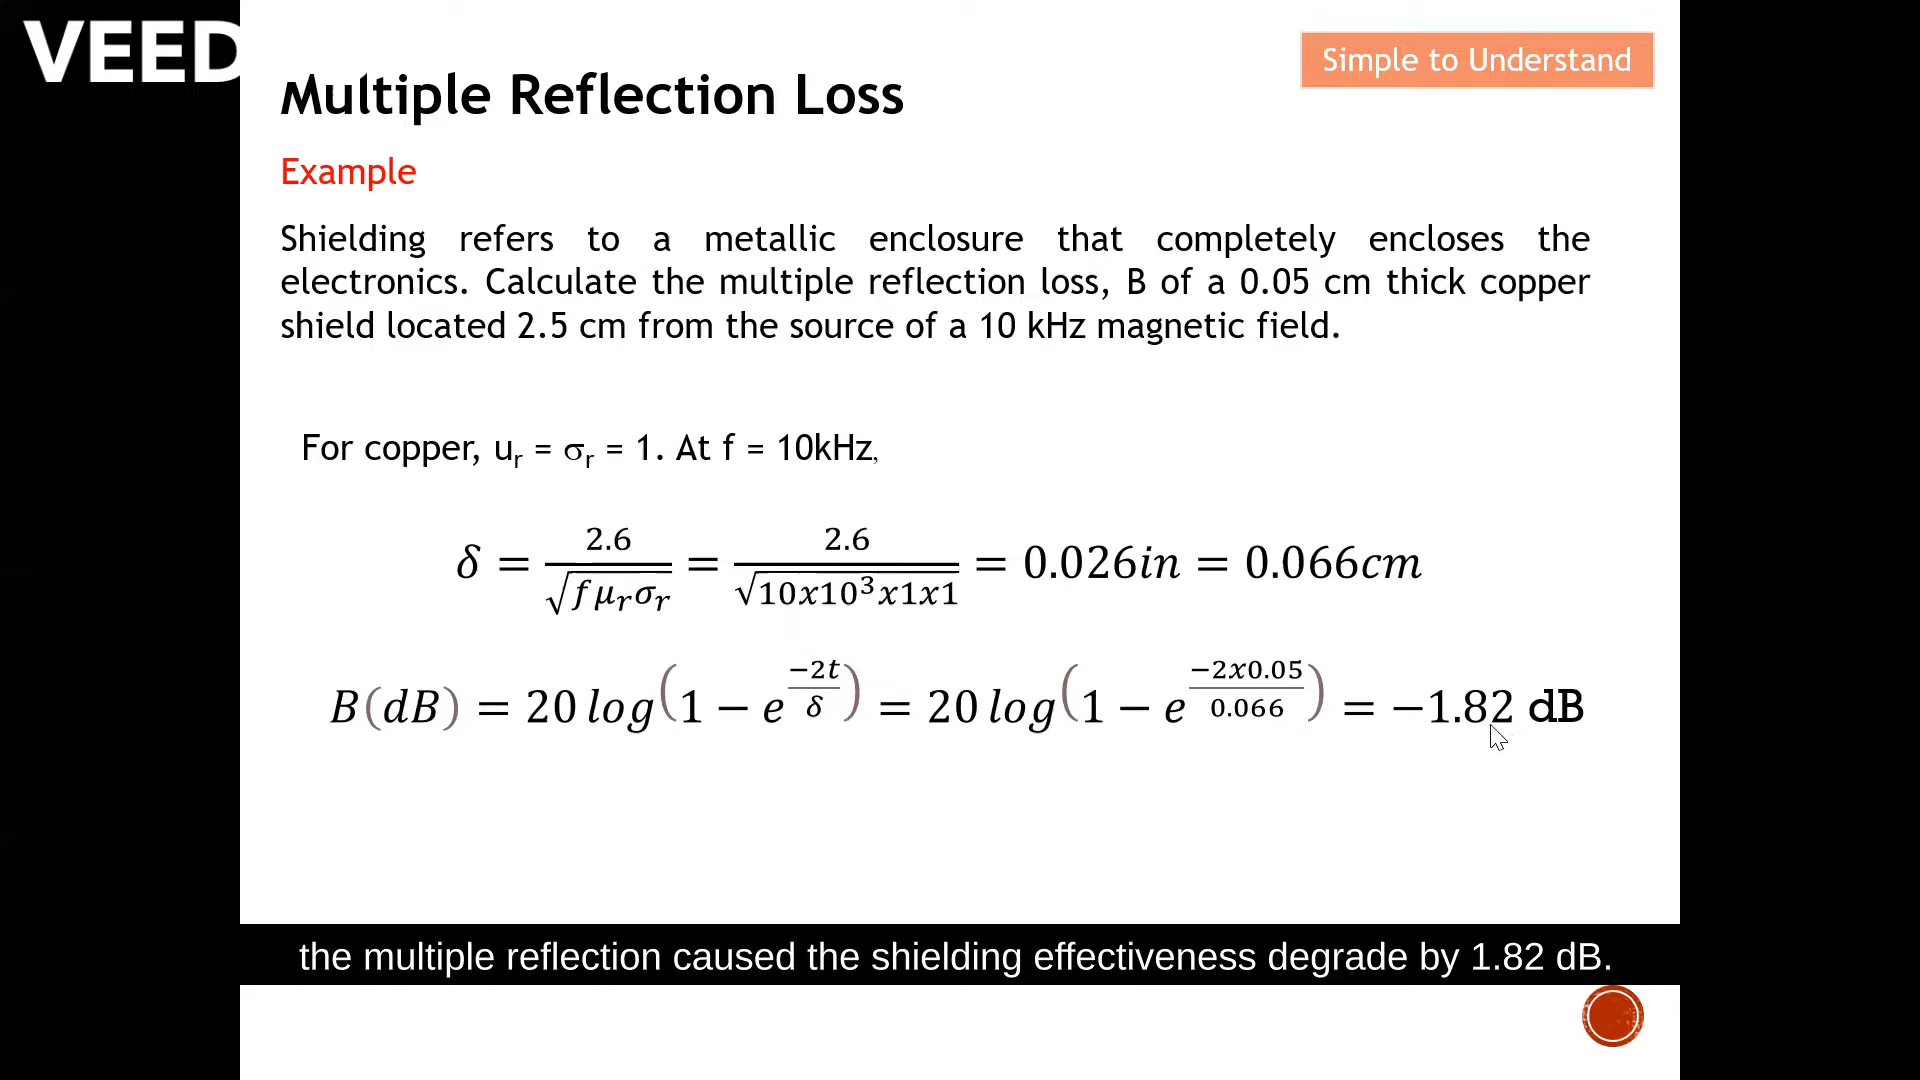 VEED
Simple to Understand
Multiple Reflection Loss
Example
Shielding refers to a metallic enclosure that completely encloses the
electronics. Calculate the multiple reflection loss, B of a 0.05 cm thick copper
shield located 2.5 cm from the source of a 10 kHz magnetic field.
For copper, uᵣ = σᵣ = 1. At f = 10kHz,
δ = 2.6/√(fμᵣσᵣ) = 2.6/√(10x10³x1x1) = 0.026in = 0.066cm
B(dB) = 20 log(1 − e^(−2t/δ)) = 20 log(1 − e^(−2x0.05/0.066)) = −1.82 dB
the multiple reflection caused the shielding effectiveness degrade by 1.82 dB.